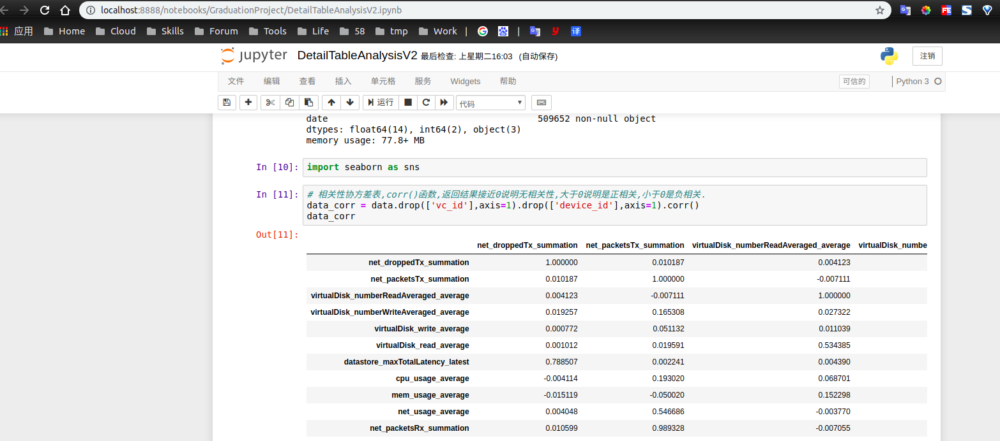 localhost:8888/notebooks/GraduationProject/DetailTableAnalysisV2.ipynb
应用 Home Cloud Skills Forum Tools Life 58 tmp Work | G | y 译
jupyter DetailTableAnalysisV2 最后检查: 上星期二16:03 (自动保存) 注销
文件 编辑 查看 插入 单元格 服务 Widgets 帮助 可信的 Python 3
运行 代码
date 509652 non-null object
dtypes: float64(14), int64(2), object(3)
memory usage: 77.8+ MB
In [10]: import seaborn as sns
In [11]: # 相关性协方差表,corr()函数,返回结果接近0说明无相关性,大于0说明是正相关,小于0是负相关.
data_corr = data.drop(['vc_id'],axis=1).drop(['device_id'],axis=1).corr()
data_corr
Out[11]:
net_droppedTx_summation net_packetsTx_summation virtualDisk_numberReadAveraged_average virtualDisk_numbe
net_droppedTx_summation 1.000000 0.010187 0.004123
net_packetsTx_summation 0.010187 1.000000 -0.007111
virtualDisk_numberReadAveraged_average 0.004123 -0.007111 1.000000
virtualDisk_numberWriteAveraged_average 0.019257 0.165308 0.027322
virtualDisk_write_average 0.000772 0.051132 0.011039
virtualDisk_read_average 0.001012 0.019591 0.534385
datastore_maxTotalLatency_latest 0.788507 0.002241 0.004390
cpu_usage_average -0.004114 0.193020 0.068701
mem_usage_average -0.015119 -0.050020 0.152298
net_usage_average 0.004048 0.546686 -0.003770
net_packetsRx_summation 0.010599 0.989328 -0.007055